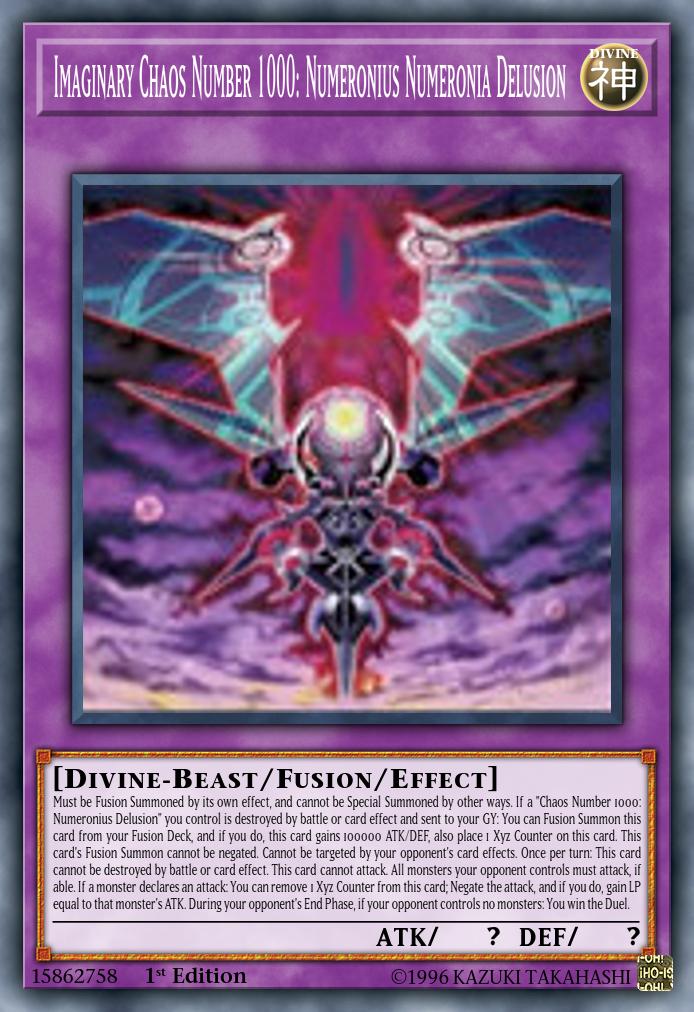 Imaginary Chaos Number 1000: Numeronius Numeronia Delusion
DIVINE
神
[Divine-Beast/Fusion/Effect]
Must be Fusion Summoned by its own effect, and cannot be Special Summoned by other ways. If a "Chaos Number 1000:
Numeronius Delusion" you control is destroyed by battle or card effect and sent to your GY: You can Fusion Summon this
card from your Fusion Deck, and if you do, this card gains 100000 ATK/DEF, also place 1 Xyz Counter on this card. This
card's Fusion Summon cannot be negated. Cannot be targeted by your opponent's card effects. Once per turn: This card
cannot be destroyed by battle or card effect. This card cannot attack. All monsters your opponent controls must attack, if
able. If a monster declares an attack: You can remove 1 Xyz Counter from this card; Negate the attack, and if you do, gain LP
equal to that monster's ATK. During your opponent's End Phase, if your opponent controls no monsters: You win the Duel.
ATK/ ? DEF/ ?
15862758 1st Edition ©1996 KAZUKI TAKAHASHI